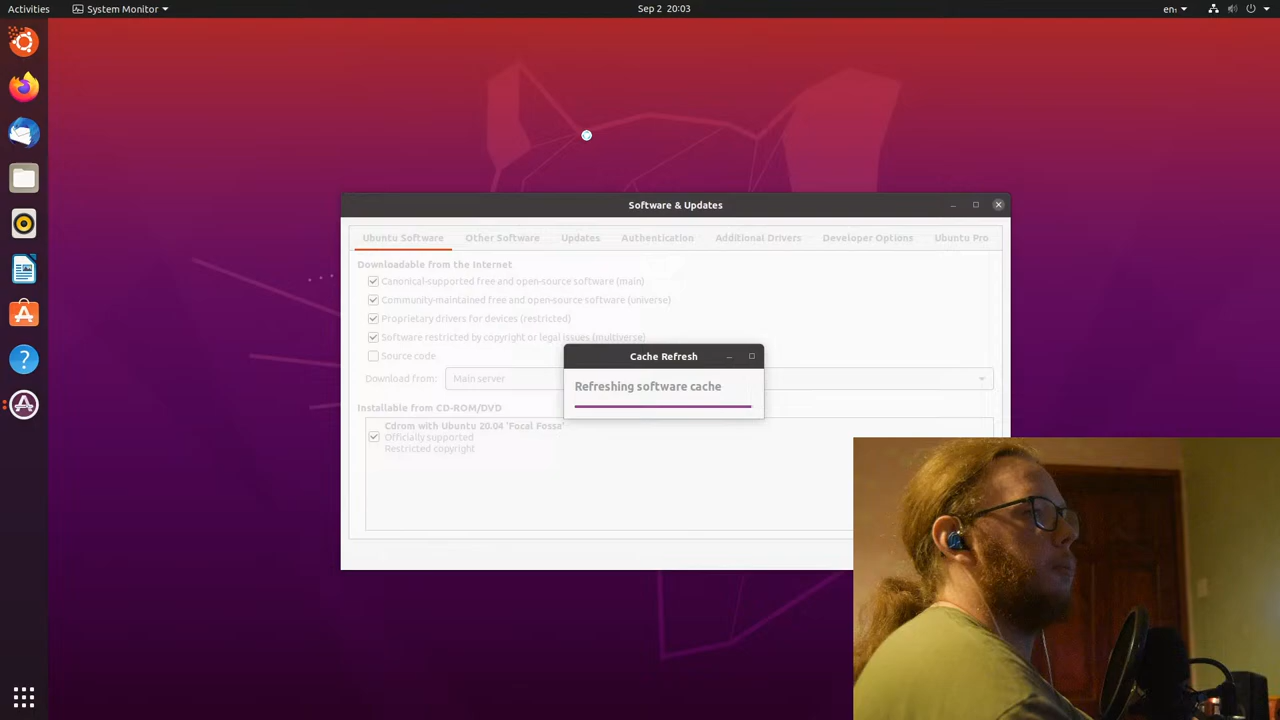 Activities
System Monitor
Sep 2 20:03
en₁
Software & Updates
Ubuntu Software
Other Software
Updates
Authentication
Additional Drivers
Developer Options
Ubuntu Pro
Downloadable from the Internet
Canonical-supported free and open-source software (main)
Community-maintained free and open-source software (universe)
Proprietary drivers for devices (restricted)
Software restricted by copyright or legal issues (multiverse)
Source code
Download from:
Main server
Cache Refresh
Refreshing software cache
Installable from CD-ROM/DVD
Cdrom with Ubuntu 20.04 'Focal Fossa'
Officially supported
Restricted copyright